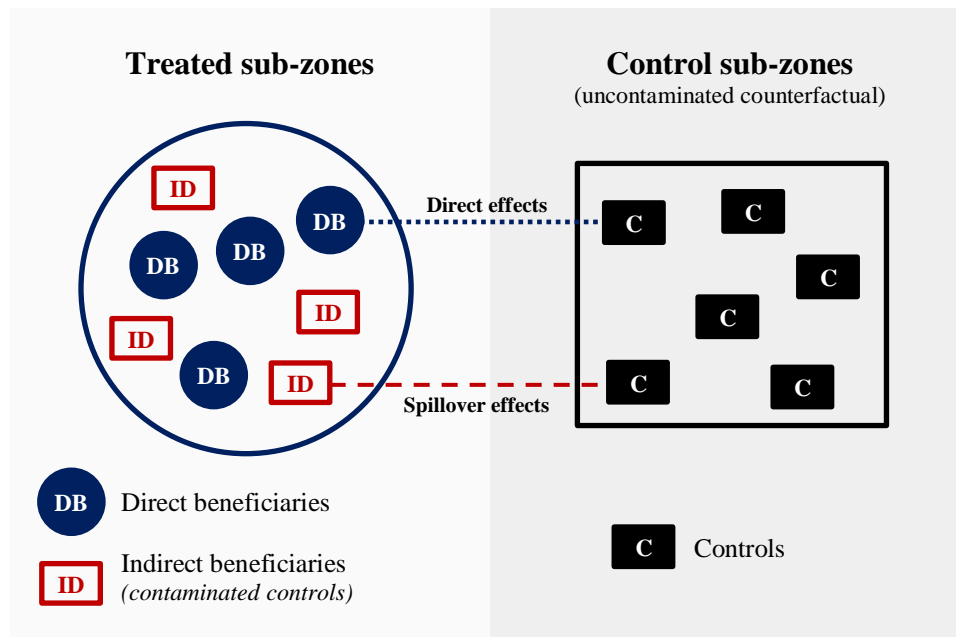 Treated sub-zones
Control sub-zones
(uncontaminated counterfactual)
ID
DB
DB
DB
ID
ID
DB
ID
Direct effects
Spillover effects
C
C
C
C
C
C
DB Direct beneficiaries
ID Indirect beneficiaries
(contaminated controls)
C Controls